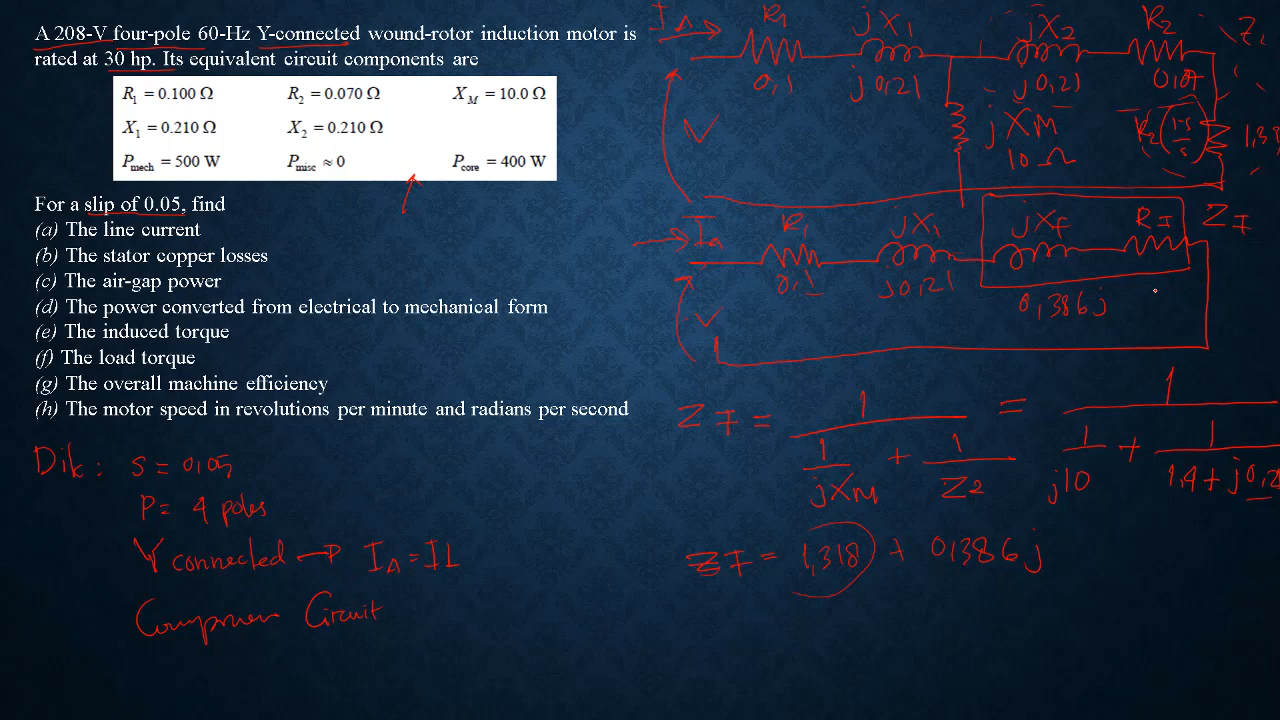 A 208-V four-pole 60-Hz Y-connected wound-rotor induction motor is
rated at 30 hp. Its equivalent circuit components are
R1 = 0.100 Ω R2 = 0.070 Ω XM = 10.0 Ω
X1 = 0.210 Ω X2 = 0.210 Ω
Pmech = 500 W Pmisc ≈ 0 Pcore = 400 W
For a slip of 0.05, find
(a) The line current
(b) The stator copper losses
(c) The air-gap power
(d) The power converted from electrical to mechanical form
(e) The induced torque
(f) The load torque
(g) The overall machine efficiency
(h) The motor speed in revolutions per minute and radians per second
Dik : s = 0,05
P = 4 poles
Y connected → IA = IL
Componen Circuit
IA R1 jX1 jX2 R2
0,1 j0,21 j0,21 0,07
V jXM R2 (1-s/s)
10 Ω
Ia R1 jX1 jXF RF ZF
0,1 j0,21 0,386j
V
ZF = 1 / (1/jXM + 1/Z2) = 1 / (1/j10 + 1/
ZF = 1,318 + 0,386j